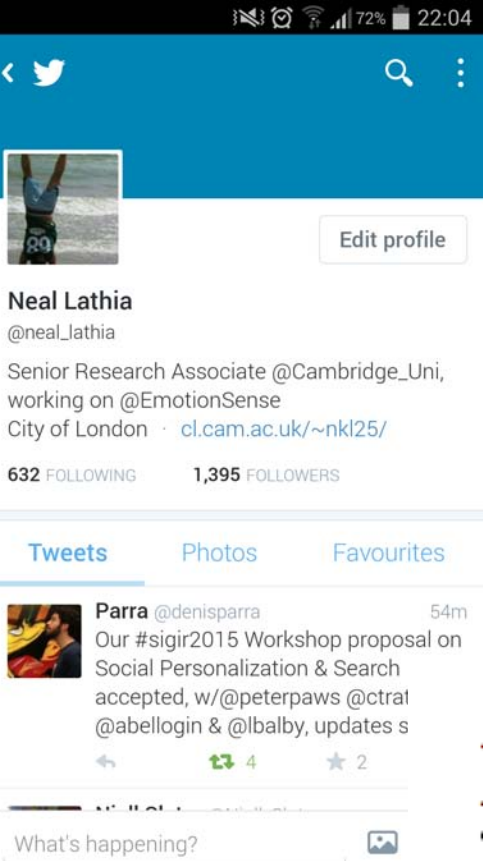 72% 22:04
89
Edit profile
Neal Lathia
@neal_lathia
Senior Research Associate @Cambridge_Uni,
working on @EmotionSense
City of London · cl.cam.ac.uk/~nkl25/
632 FOLLOWING 1,395 FOLLOWERS
Tweets Photos Favourites
Parra @denisparra 54m
Our #sigir2015 Workshop proposal on
Social Personalization & Search
accepted, w/@peterpaws @ctrat
@abellogin & @lbalby, updates s
4 2
What's happening?